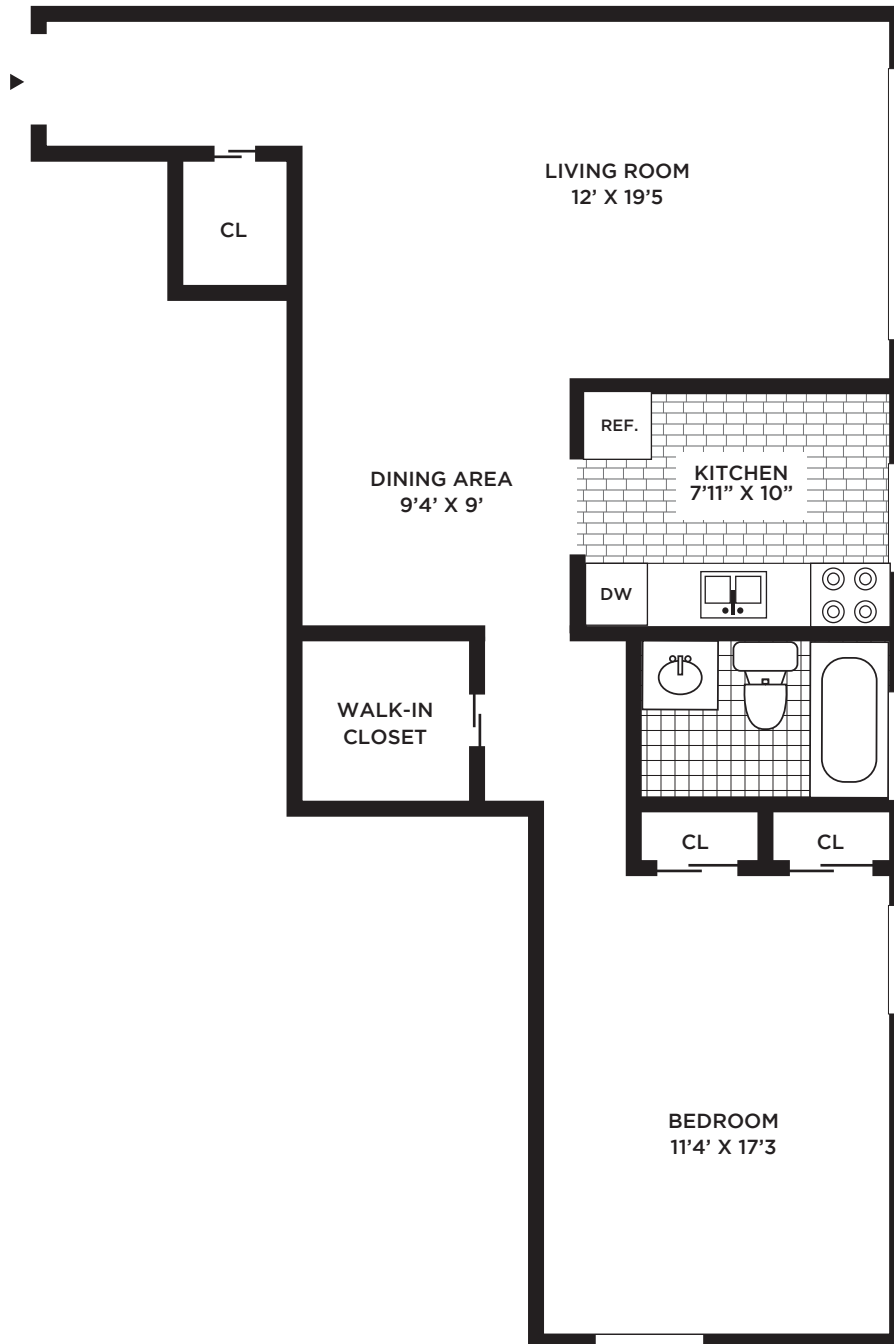 LIVING ROOM
12’ X 19’5
CL
REF.
KITCHEN
7’11” X 10”
DINING AREA
9’4’ X 9’
DW
WALK-IN
CLOSET
CL
CL
BEDROOM
11’4’ X 17’3